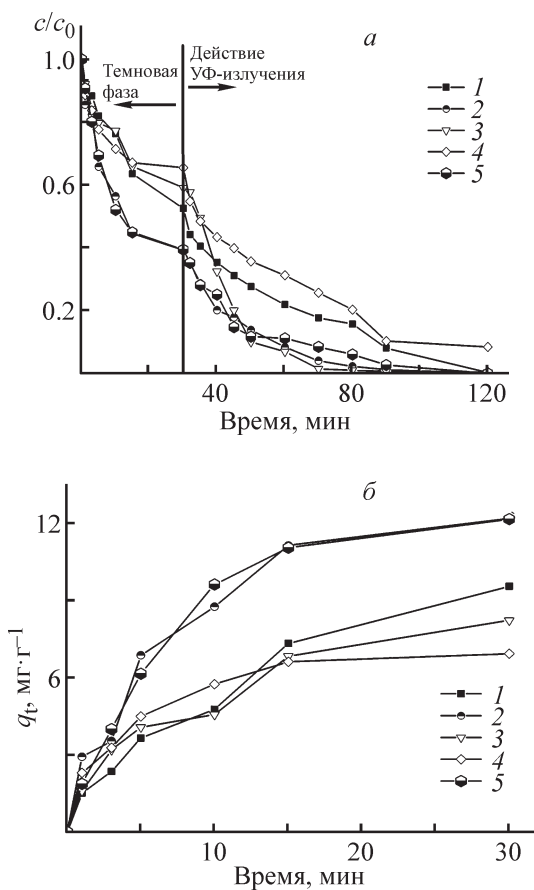 c/c₀
а
1.0
0.6
0.2
Темновая
фаза
Действие
УФ-излучения
1
2
3
4
5
40
80
120
Время, мин
б
12
6
qt, мг·г⁻¹
1
2
3
4
5
10
20
30
Время, мин